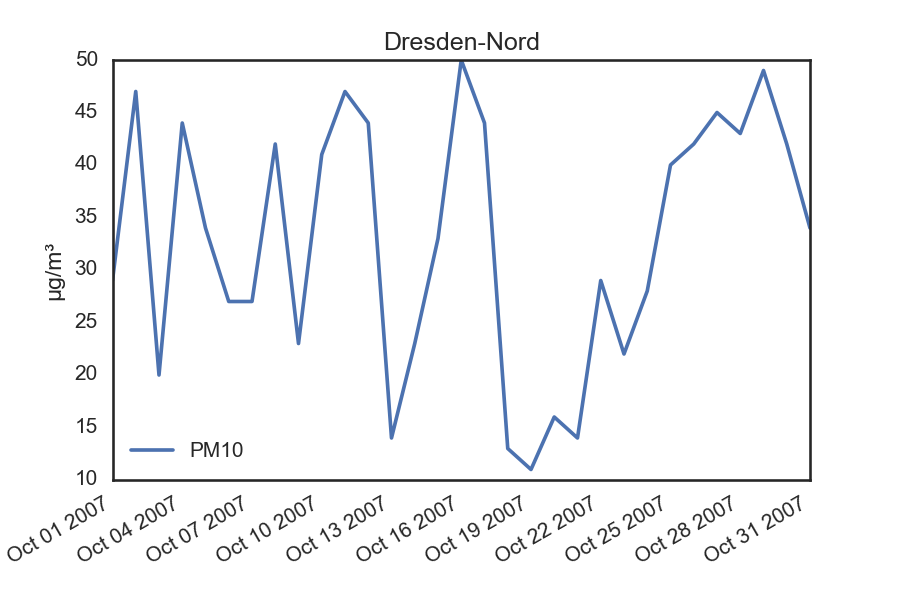 Dresden-Nord
50
45
40
35
30
25
20
15
10
µg/m³
PM10
Oct 01 2007
Oct 04 2007
Oct 07 2007
Oct 10 2007
Oct 13 2007
Oct 16 2007
Oct 19 2007
Oct 22 2007
Oct 25 2007
Oct 28 2007
Oct 31 2007